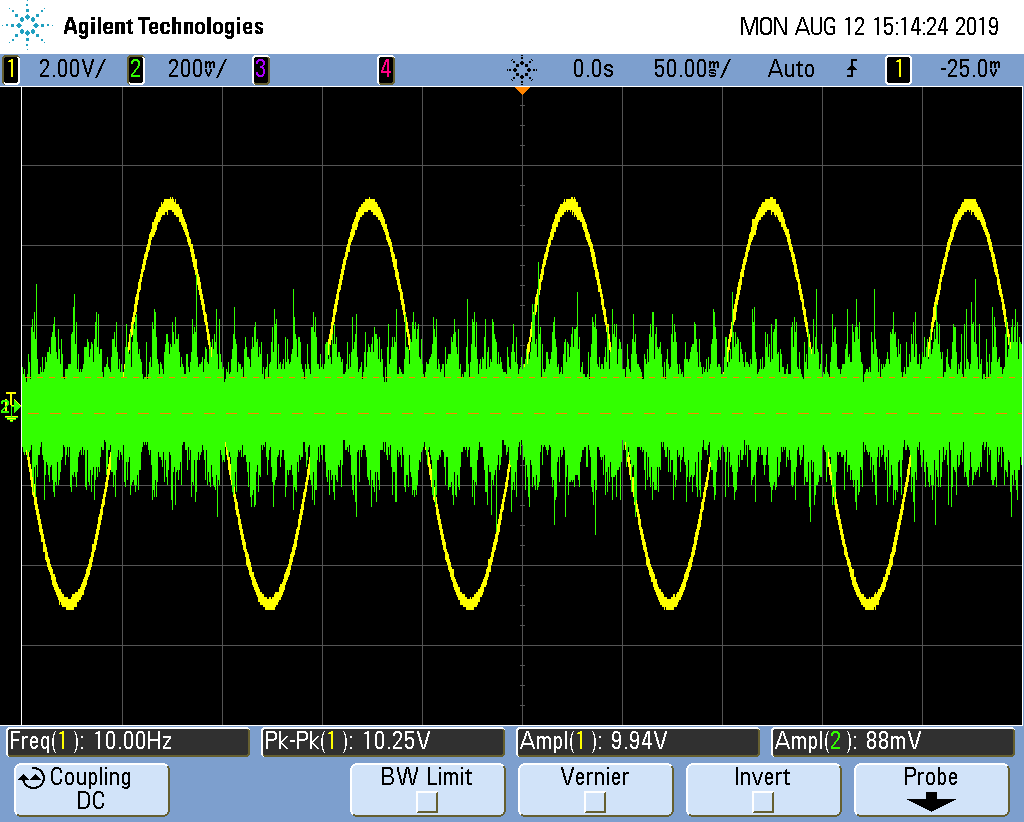 Agilent Technologies MON AUG 12 15:14:24 2019
1 2.00V/ 2 200mV/ 3 4 0.0s 50.00ms/ Auto 1 -25.0mV
Freq(1): 10.00Hz Pk-Pk(1): 10.25V Ampl(1): 9.94V Ampl(2): 88mV
Coupling BW Limit Vernier Invert Probe
DC